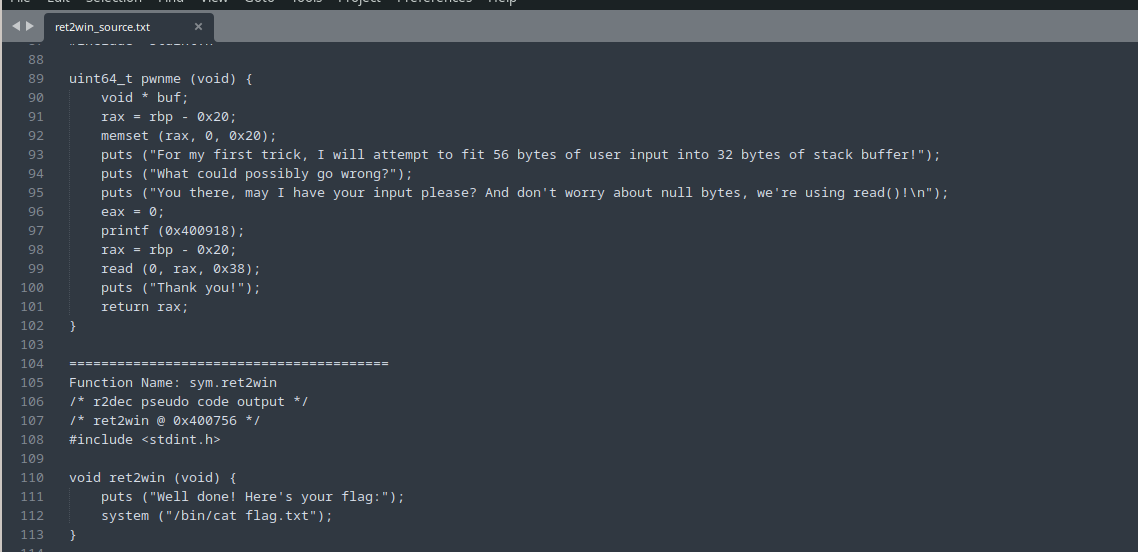 File Edit Selection Find View Goto Tools Project Preferences Help
ret2win_source.txt ×
88
89 uint64_t pwnme (void) {
90     void * buf;
91     rax = rbp - 0x20;
92     memset (rax, 0, 0x20);
93     puts ("For my first trick, I will attempt to fit 56 bytes of user input into 32 bytes of stack buffer!");
94     puts ("What could possibly go wrong?");
95     puts ("You there, may I have your input please? And don't worry about null bytes, we're using read()!\n");
96     eax = 0;
97     printf (0x400918);
98     rax = rbp - 0x20;
99     read (0, rax, 0x38);
100     puts ("Thank you!");
101     return rax;
102 }
103
104 ========================================
105 Function Name: sym.ret2win
106 /* r2dec pseudo code output */
107 /* ret2win @ 0x400756 */
108 #include <stdint.h>
109
110 void ret2win (void) {
111     puts ("Well done! Here's your flag:");
112     system ("/bin/cat flag.txt");
113 }
114